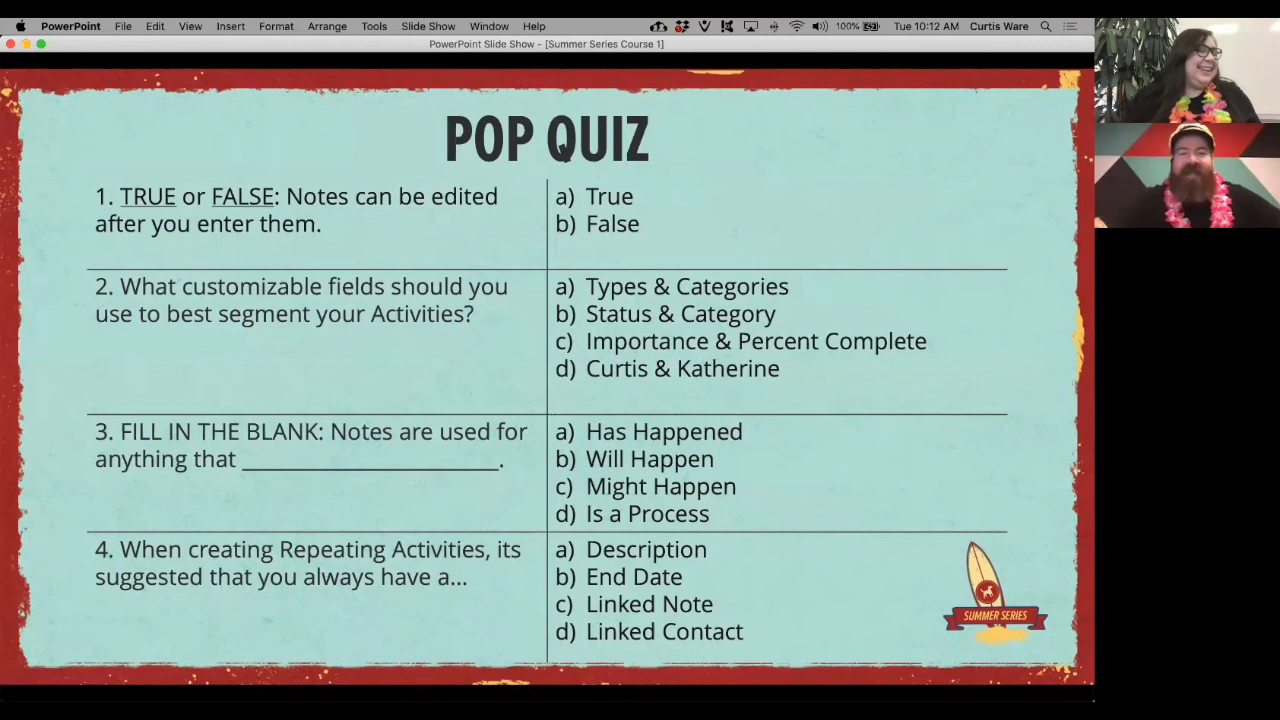 PowerPoint File Edit View Insert Format Arrange Tools Slide Show Window Help 100% Tue 10:12 AM Curtis Ware
PowerPoint Slide Show - [Summer Series Course 1]
POP QUIZ
1. TRUE or FALSE: Notes can be edited
after you enter them.
a) True
b) False
2. What customizable fields should you
use to best segment your Activities?
a) Types & Categories
b) Status & Category
c) Importance & Percent Complete
d) Curtis & Katherine
3. FILL IN THE BLANK: Notes are used for
anything that ______________________.
a) Has Happened
b) Will Happen
c) Might Happen
d) Is a Process
4. When creating Repeating Activities, its
suggested that you always have a...
a) Description
b) End Date
c) Linked Note
d) Linked Contact
SUMMER SERIES